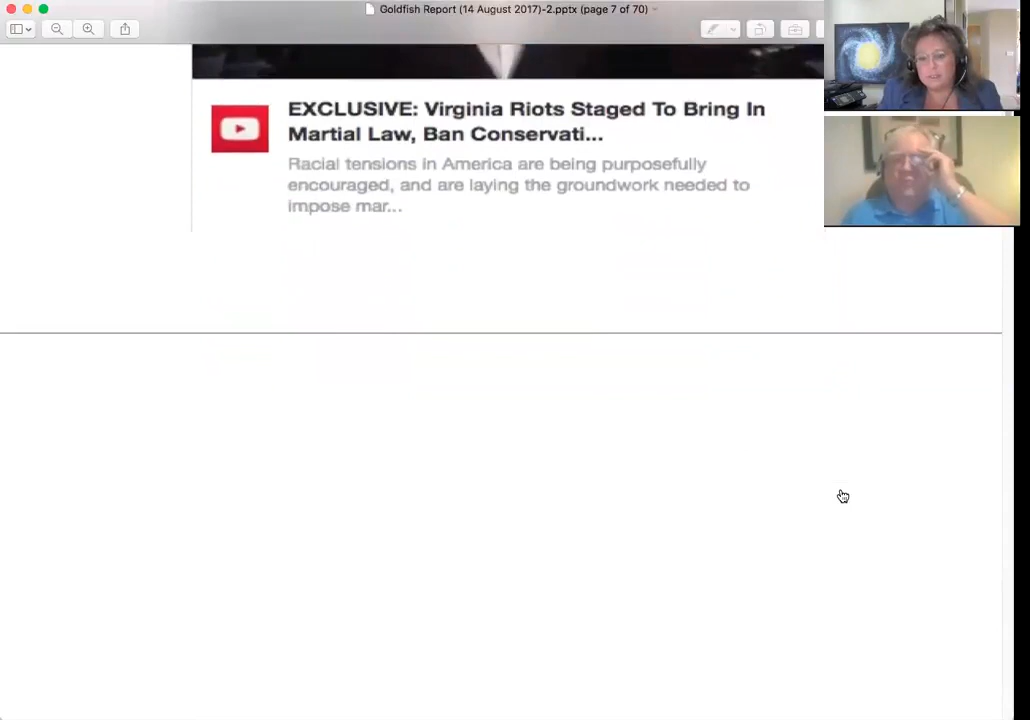 Goldfish Report (14 August 2017)-2.pptx (page 7 of 70)
EXCLUSIVE: Virginia Riots Staged To Bring In
Martial Law, Ban Conservati...
Racial tensions in America are being purposefully
encouraged, and are laying the groundwork needed to
impose mar...